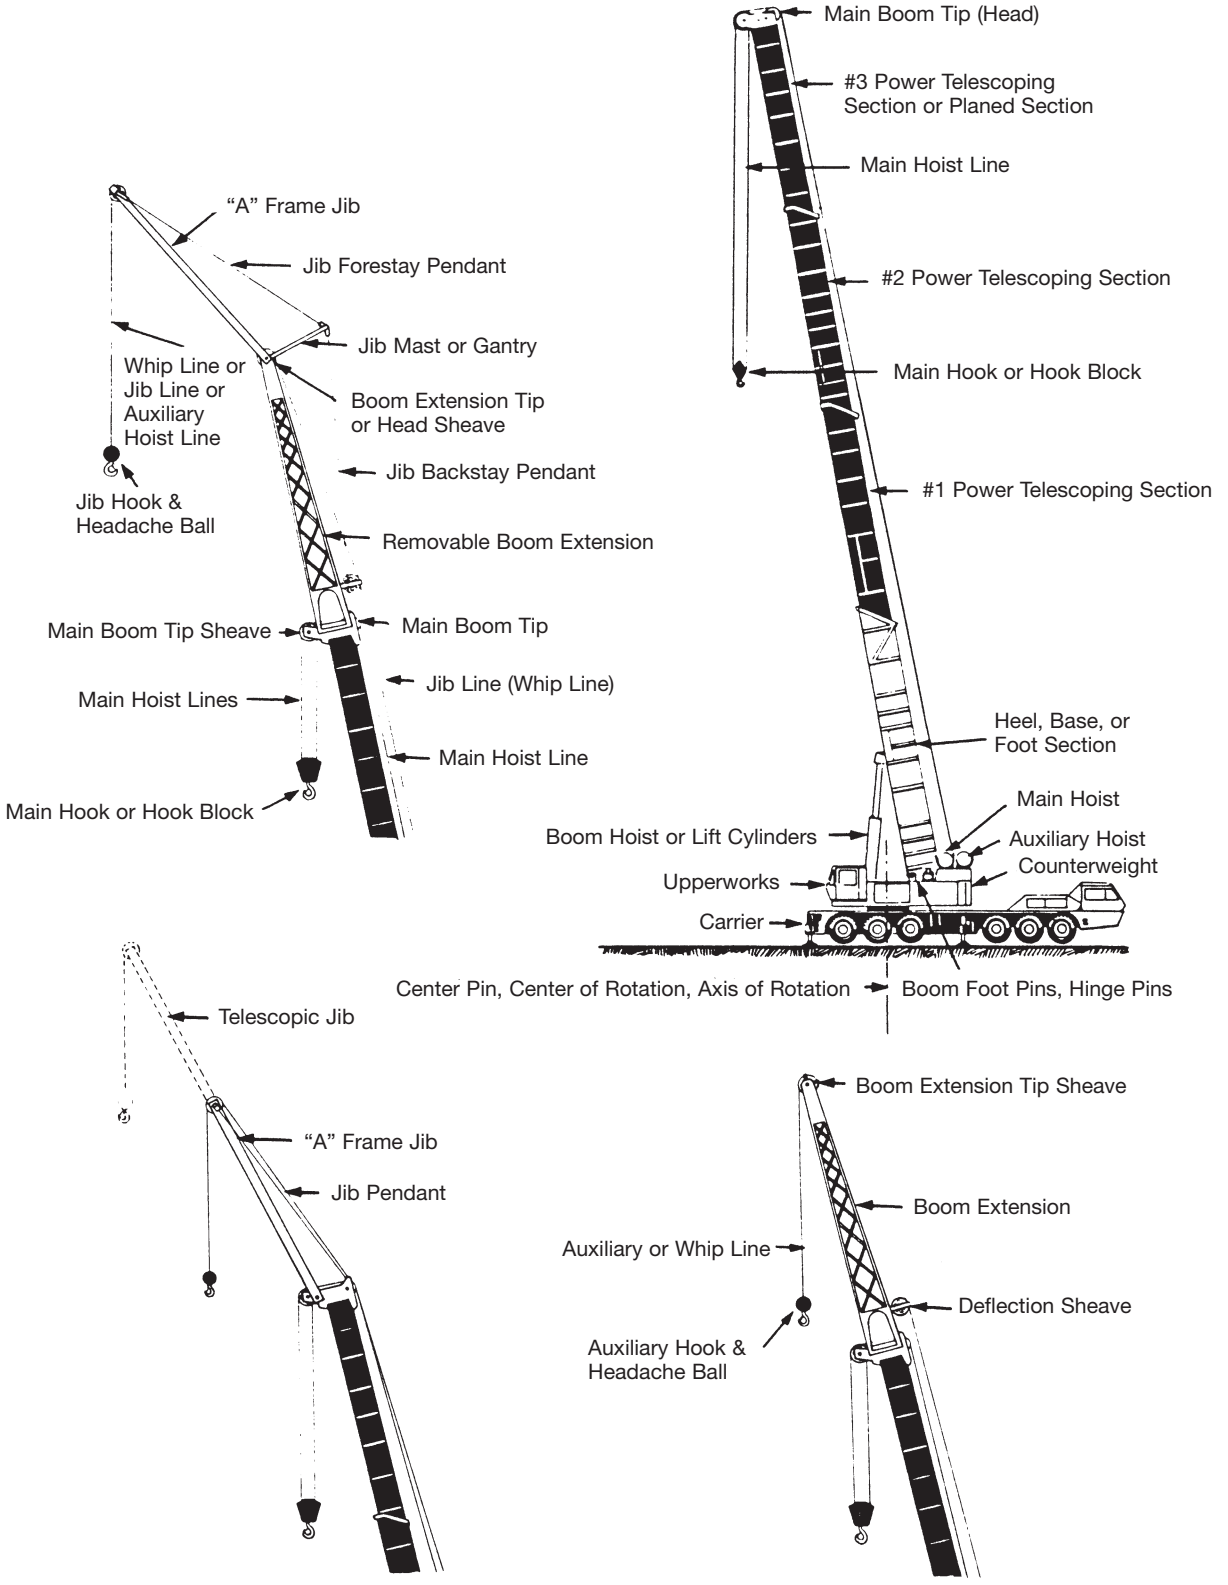 Main Boom Tip (Head)
#3 Power Telescoping
Section or Planed Section
Main Hoist Line
#2 Power Telescoping Section
Main Hook or Hook Block
#1 Power Telescoping Section
Heel, Base, or
Foot Section
Main Hoist
Auxiliary Hoist
Counterweight
Boom Hoist or Lift Cylinders
Upperworks
Carrier
Center Pin, Center of Rotation, Axis of Rotation
Boom Foot Pins, Hinge Pins
"A" Frame Jib
Jib Forestay Pendant
Jib Mast or Gantry
Whip Line or
Jib Line or
Auxiliary
Hoist Line
Boom Extension Tip
or Head Sheave
Jib Backstay Pendant
Jib Hook &
Headache Ball
Removable Boom Extension
Main Boom Tip Sheave
Main Boom Tip
Jib Line (Whip Line)
Main Hoist Lines
Main Hoist Line
Main Hook or Hook Block
Telescopic Jib
"A" Frame Jib
Jib Pendant
Boom Extension Tip Sheave
Boom Extension
Auxiliary or Whip Line
Deflection Sheave
Auxiliary Hook &
Headache Ball